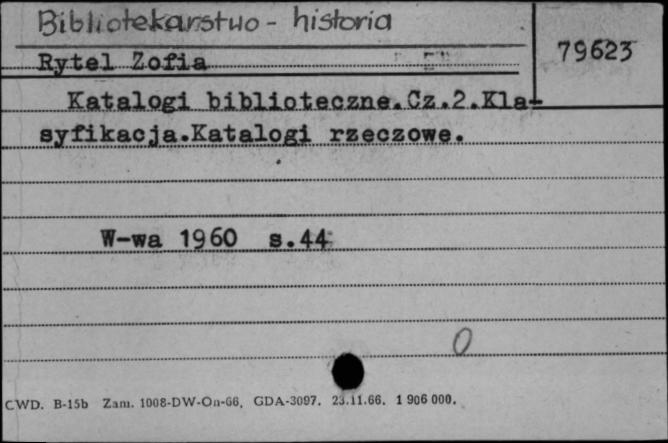 Bibliotekarstwo - historia
79623
Rytel Zofia
Katalogi biblioteczne.Cz.2.Kla-
syfikacja.Katalogi rzeczowe.
W-wa 1960 s.44
0
CWD. B-15b Zam. 1008-DW-On-66, GDA-3097. 23.11.66. 1 906 000.